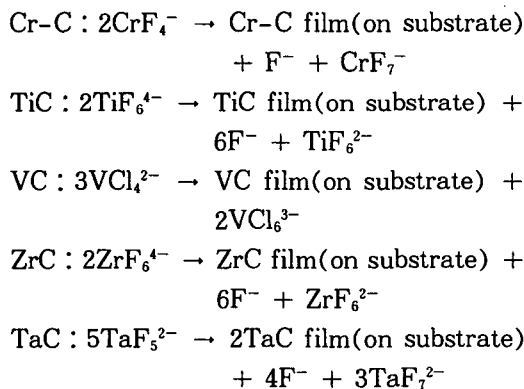 Cr-C : 2CrF₄⁻ → Cr-C film(on substrate)
+ F⁻ + CrF₇⁻
TiC : 2TiF₆⁴⁻ → TiC film(on substrate) +
6F⁻ + TiF₆²⁻
VC : 3VCl₄²⁻ → VC film(on substrate) +
2VCl₆³⁻
ZrC : 2ZrF₆⁴⁻ → ZrC film(on substrate) +
6F⁻ + ZrF₆²⁻
TaC : 5TaF₅²⁻ → 2TaC film(on substrate)
+ 4F⁻ + 3TaF₇²⁻